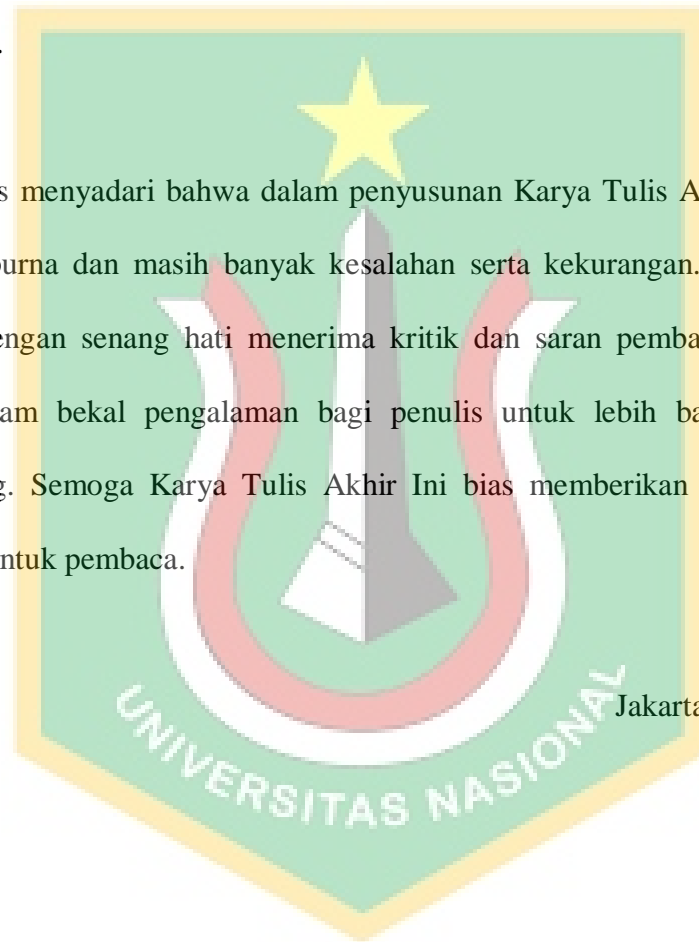 .
s menyadari bahwa dalam penyusunan Karya Tulis A
purna dan masih banyak kesalahan serta kekurangan.
engan senang hati menerima kritik dan saran pemba
am bekal pengalaman bagi penulis untuk lebih ba
g. Semoga Karya Tulis Akhir Ini bias memberikan
ntuk pembaca.
Jakarta
UNIVERSITAS NASIONAL